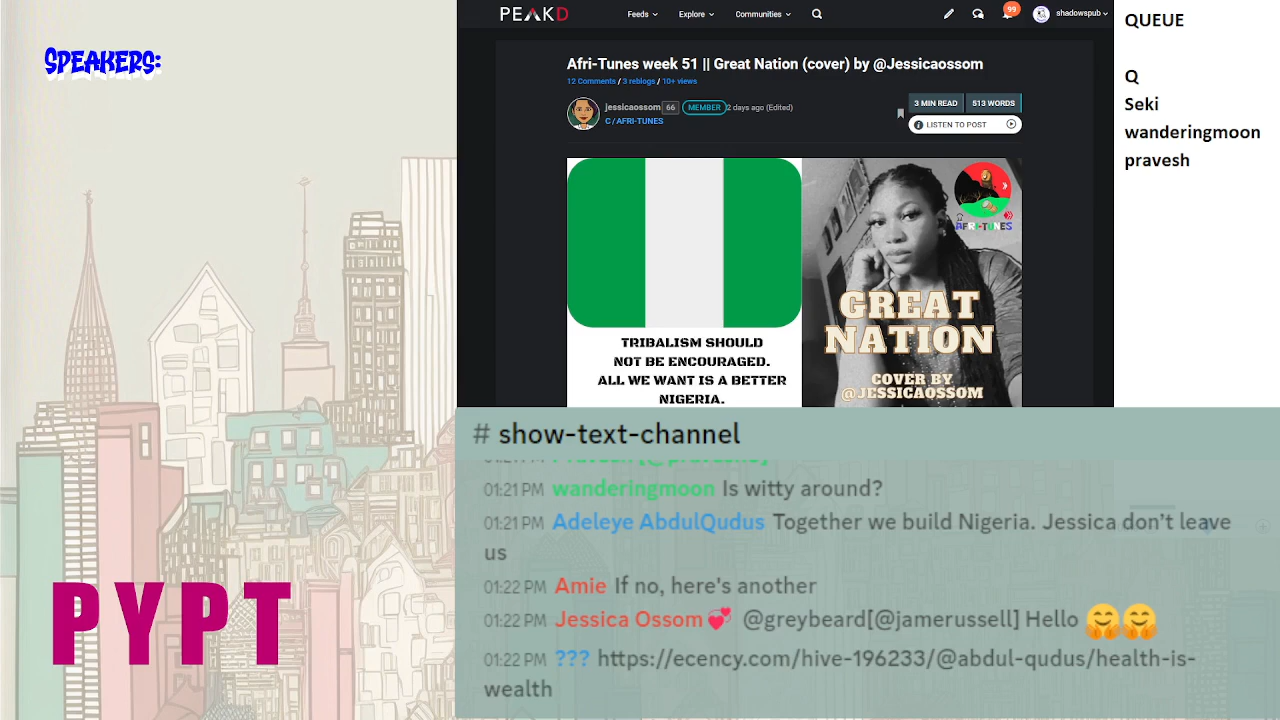 SPEAKERS:
PYPT
PEAKD
Feeds
Explore
Communities
99
shadowspub
Afri-Tunes week 51 || Great Nation (cover) by @Jessicaossom
12 Comments / 3 reblogs / 10+ views
jessicaossom 66 MEMBER 2 days ago (Edited)
C / AFRI-TUNES
3 MIN READ 513 WORDS
LISTEN TO POST
TRIBALISM SHOULD
NOT BE ENCOURAGED.
ALL WE WANT IS A BETTER
NIGERIA.
AFRI-TUNES
GREAT
NATION
COVER BY
@JESSICAOSSOM
QUEUE
Q
Seki
wanderingmoon
pravesh
# show-text-channel
01:21 PM wanderingmoon Is witty around?
01:21 PM Adeleye AbdulQudus Together we build Nigeria. Jessica don't leave
us
01:22 PM Amie If no, here's another
01:22 PM Jessica Ossom💞 @greybeard[@jamerussell] Hello 🤗🤗
01:22 PM ??? https://ecency.com/hive-196233/@abdul-qudus/health-is-
wealth